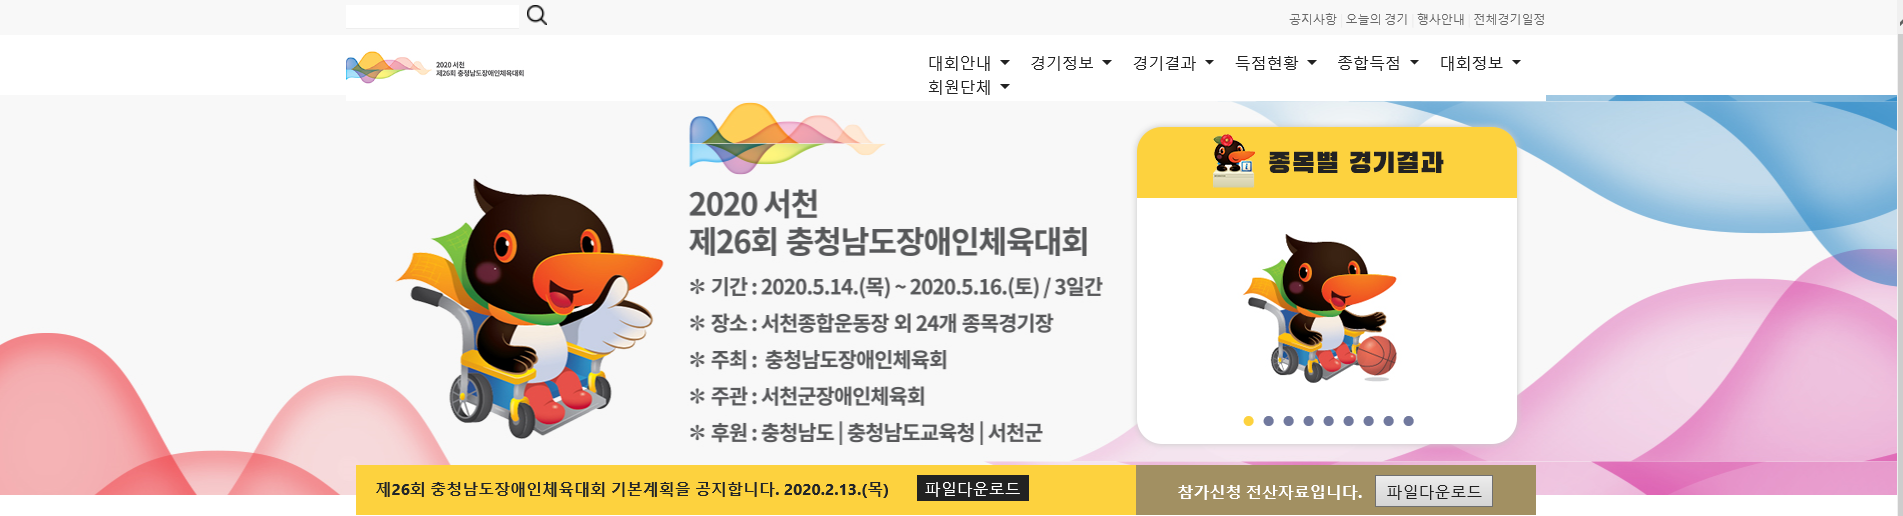 공지사항 | 오늘의 경기 | 행사안내 | 전체경기일정
2020 서천
제26회 충청남도장애인체육대회
대회안내 경기정보 경기결과 득점현황 종합득점 대회정보
회원단체
2020 서천
제26회 충청남도장애인체육대회
✻ 기간 : 2020.5.14.(목) ~ 2020.5.16.(토) / 3일간
✻ 장소 : 서천종합운동장 외 24개 종목경기장
✻ 주최 : 충청남도장애인체육회
✻ 주관 : 서천군장애인체육회
✻ 후원 : 충청남도 | 충청남도교육청 | 서천군
종목별 경기결과
제26회 충청남도장애인체육대회 기본계획을 공지합니다. 2020.2.13.(목) 파일다운로드
참가신청 전산자료입니다. 파일다운로드